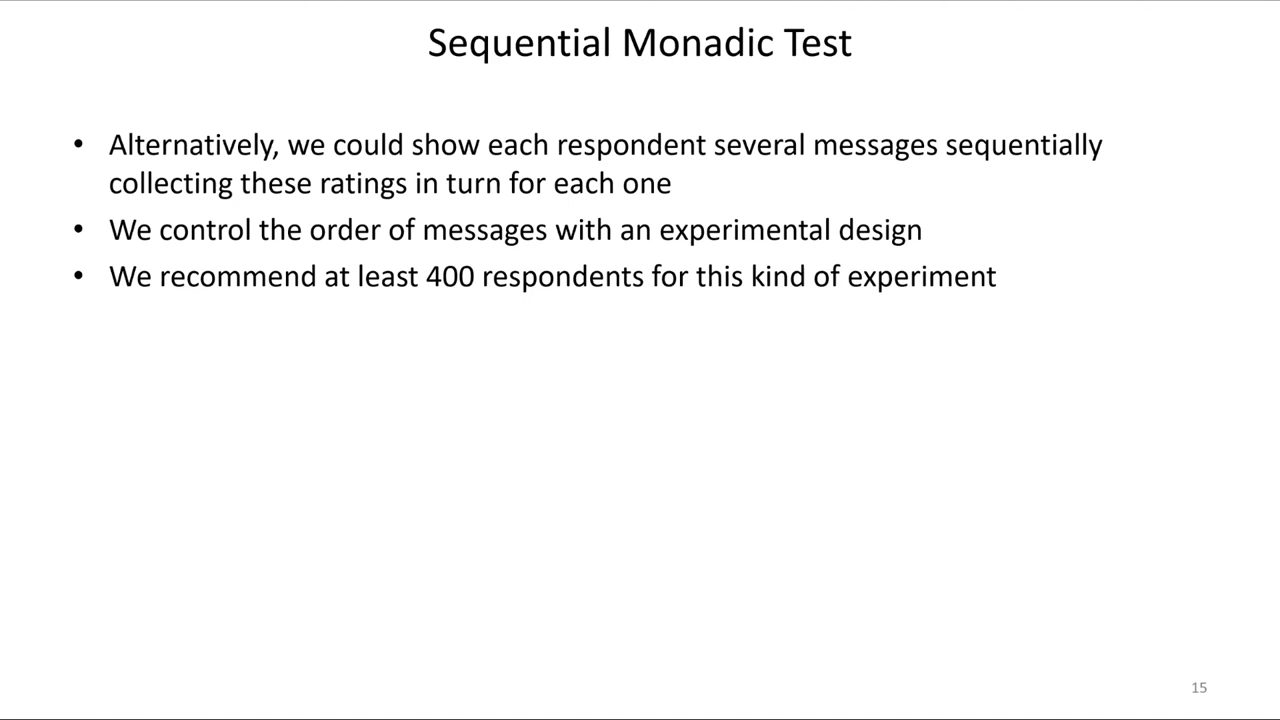 Sequential Monadic Test
• Alternatively, we could show each respondent several messages sequentially
collecting these ratings in turn for each one
• We control the order of messages with an experimental design
• We recommend at least 400 respondents for this kind of experiment
15